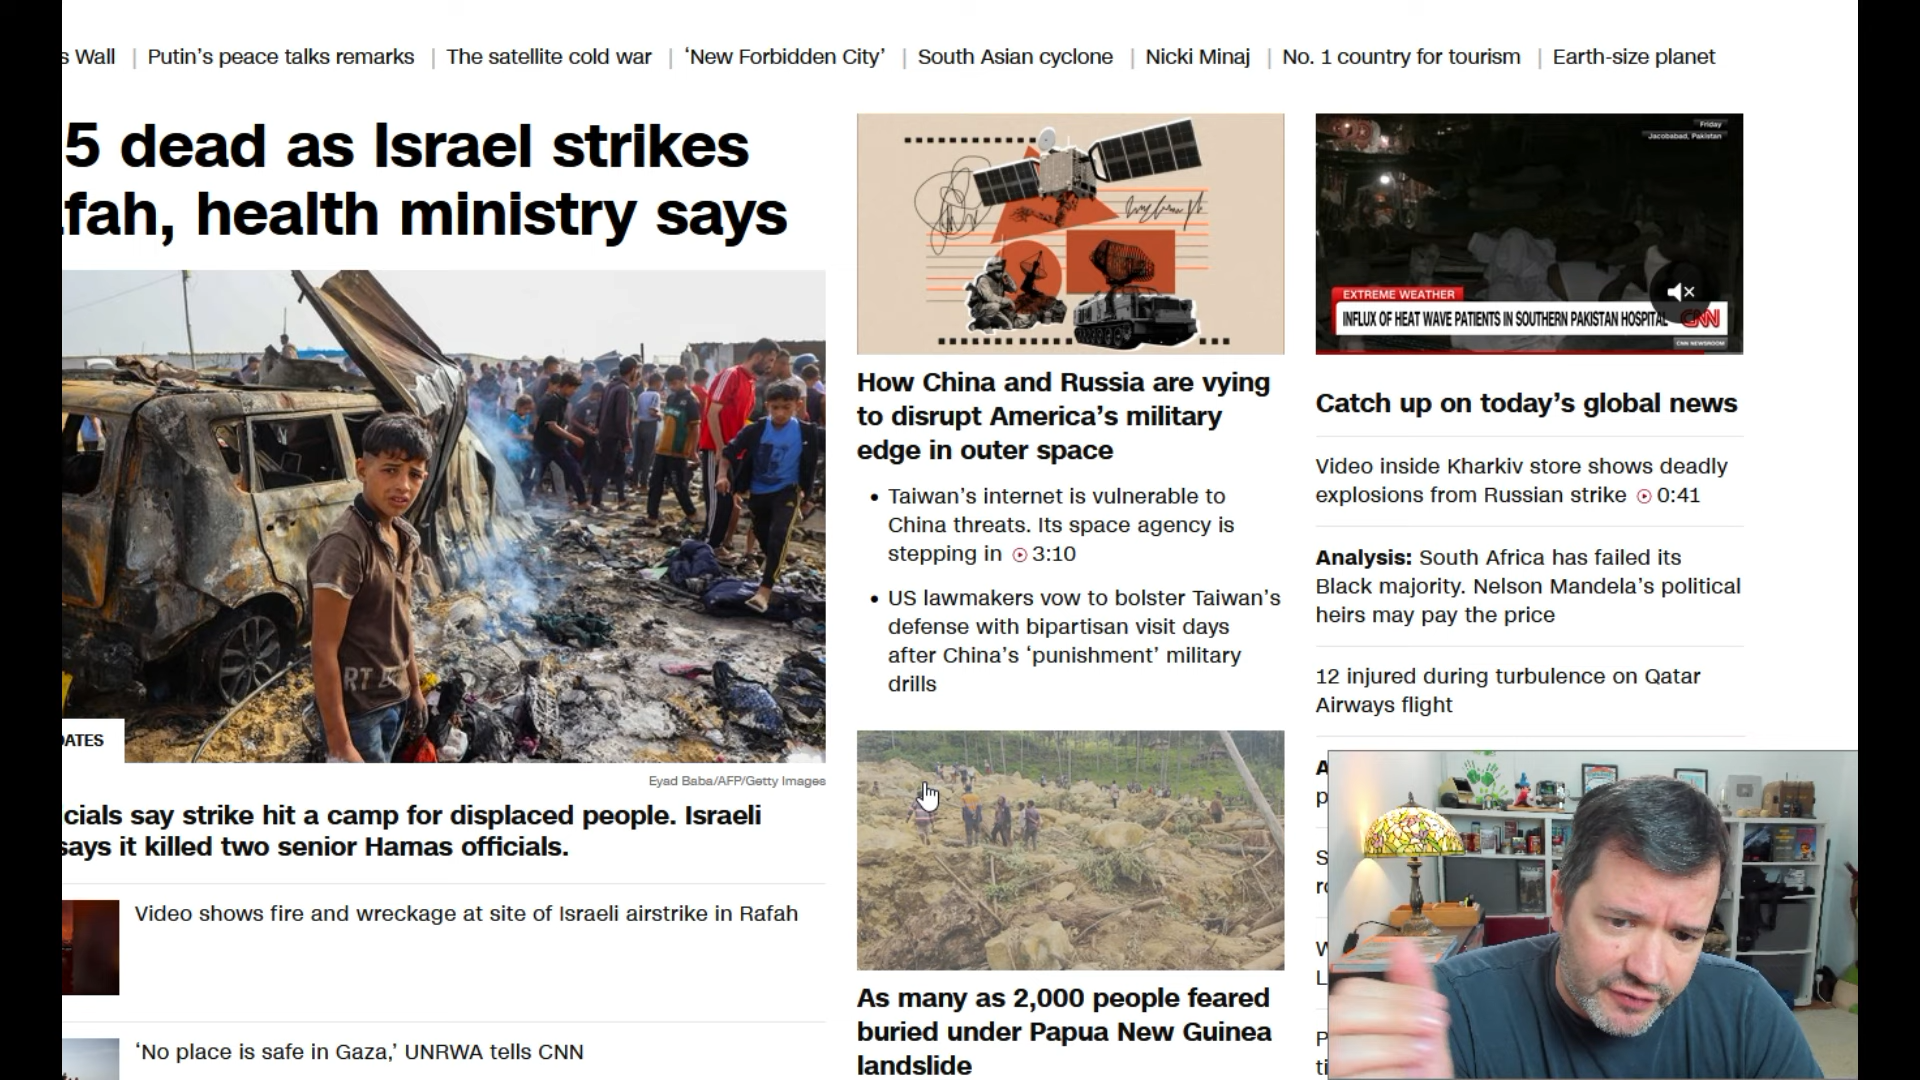 s Wall
Putin’s peace talks remarks
The satellite cold war
‘New Forbidden City’
South Asian cyclone
Nicki Minaj
No. 1 country for tourism
Earth-size planet
5 dead as Israel strikes
fah, health ministry says
DATES
Eyad Baba/AFP/Getty Images
cials say strike hit a camp for displaced people. Israeli
says it killed two senior Hamas officials.
Video shows fire and wreckage at site of Israeli airstrike in Rafah
‘No place is safe in Gaza,’ UNRWA tells CNN
How China and Russia are vying
to disrupt America’s military
edge in outer space
• Taiwan’s internet is vulnerable to
China threats. Its space agency is
stepping in 3:10
• US lawmakers vow to bolster Taiwan’s
defense with bipartisan visit days
after China’s ‘punishment’ military
drills
As many as 2,000 people feared
buried under Papua New Guinea
landslide
Friday
Jacobabad, Pakistan
EXTREME WEATHER
INFLUX OF HEAT WAVE PATIENTS IN SOUTHERN PAKISTAN HOSPITAL
CNN
CNN NEWSROOM
Catch up on today’s global news
Video inside Kharkiv store shows deadly
explosions from Russian strike 0:41
Analysis: South Africa has failed its
Black majority. Nelson Mandela’s political
heirs may pay the price
12 injured during turbulence on Qatar
Airways flight